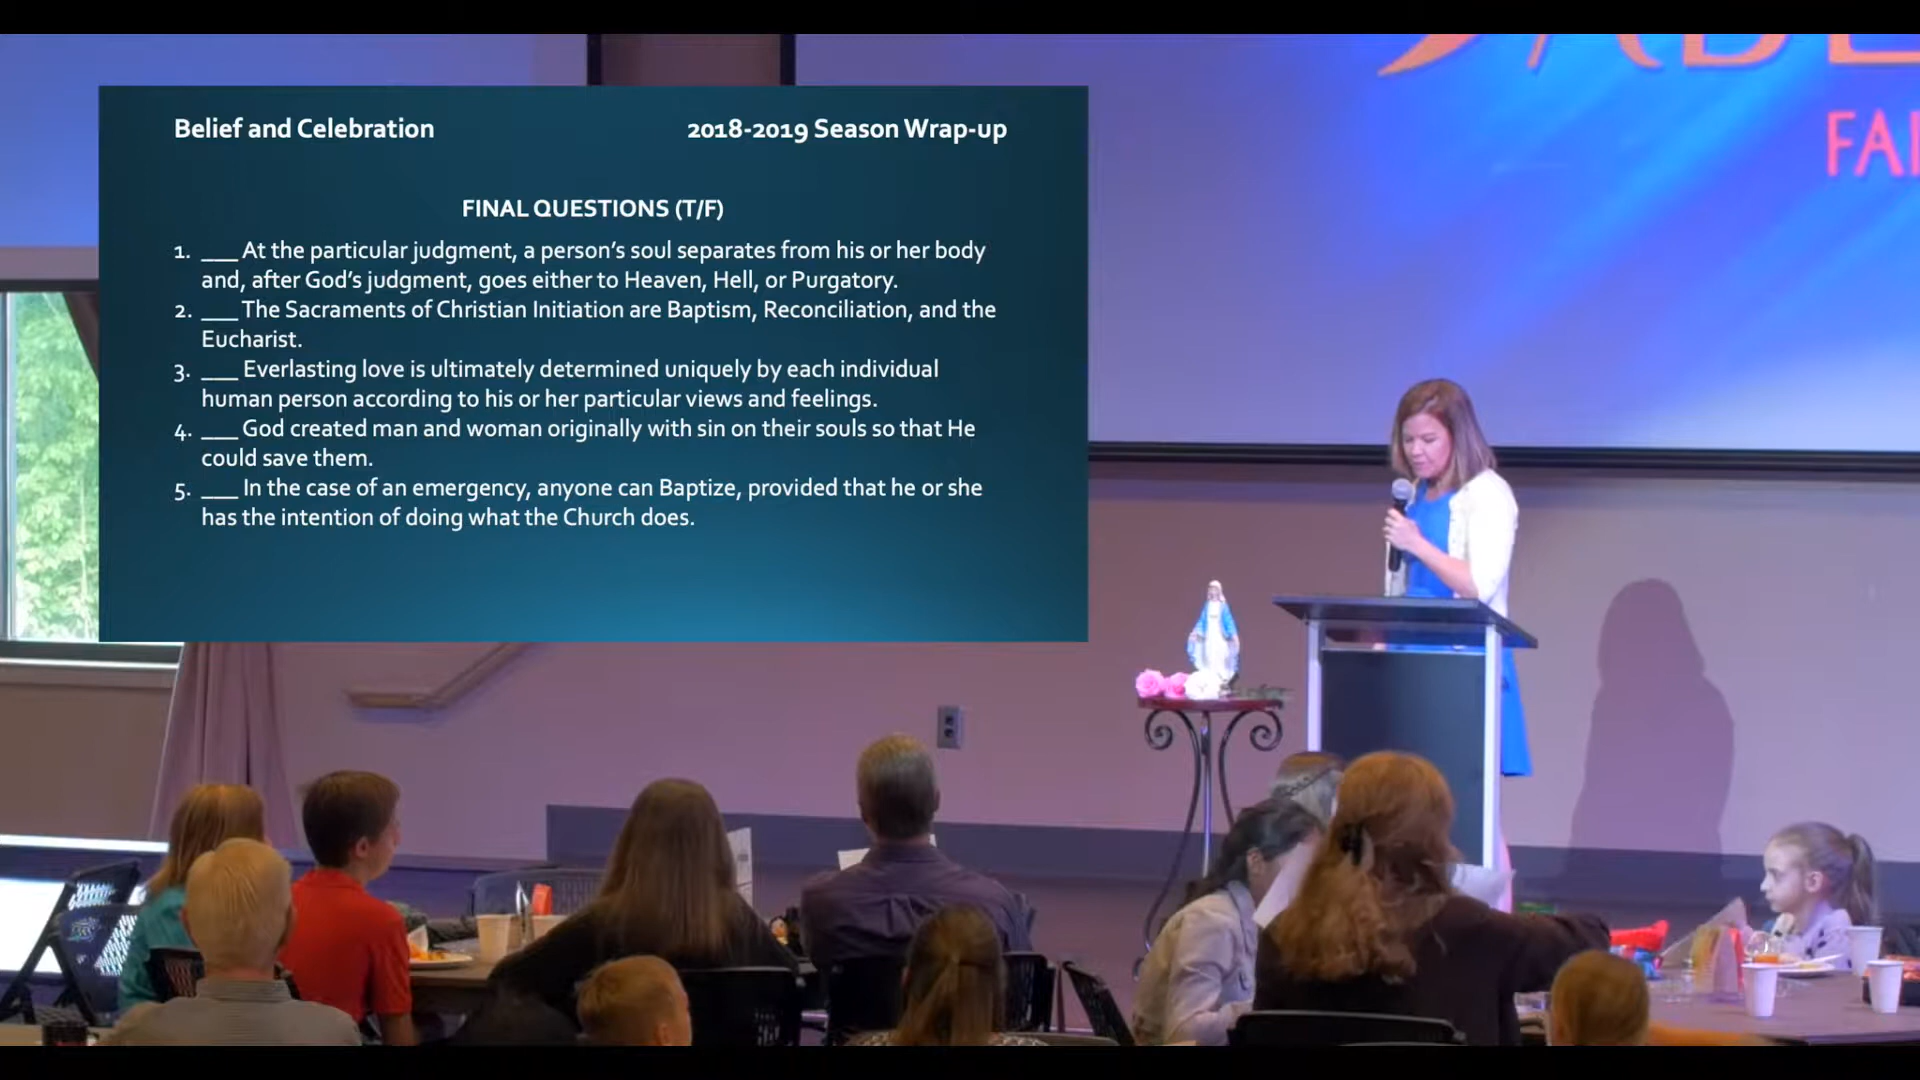 Belief and Celebration 2018-2019 Season Wrap-up
FINAL QUESTIONS (T/F)
1. ___ At the particular judgment, a person's soul separates from his or her body
and, after God's judgment, goes either to Heaven, Hell, or Purgatory.
2. ___ The Sacraments of Christian Initiation are Baptism, Reconciliation, and the
Eucharist.
3. ___ Everlasting love is ultimately determined uniquely by each individual
human person according to his or her particular views and feelings.
4. ___ God created man and woman originally with sin on their souls so that He
could save them.
5. ___ In the case of an emergency, anyone can Baptize, provided that he or she
has the intention of doing what the Church does.